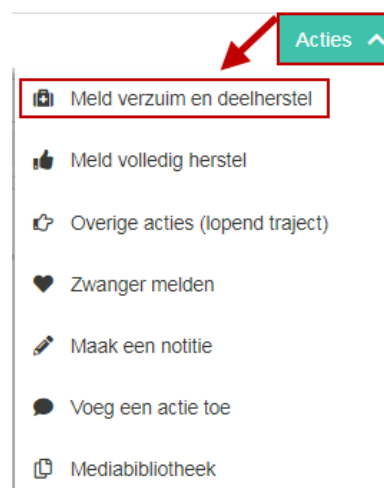 Acties
Meld verzuim en deelherstel
Meld volledig herstel
Overige acties (lopend traject)
Zwanger melden
Maak een notitie
Voeg een actie toe
Mediabibliotheek